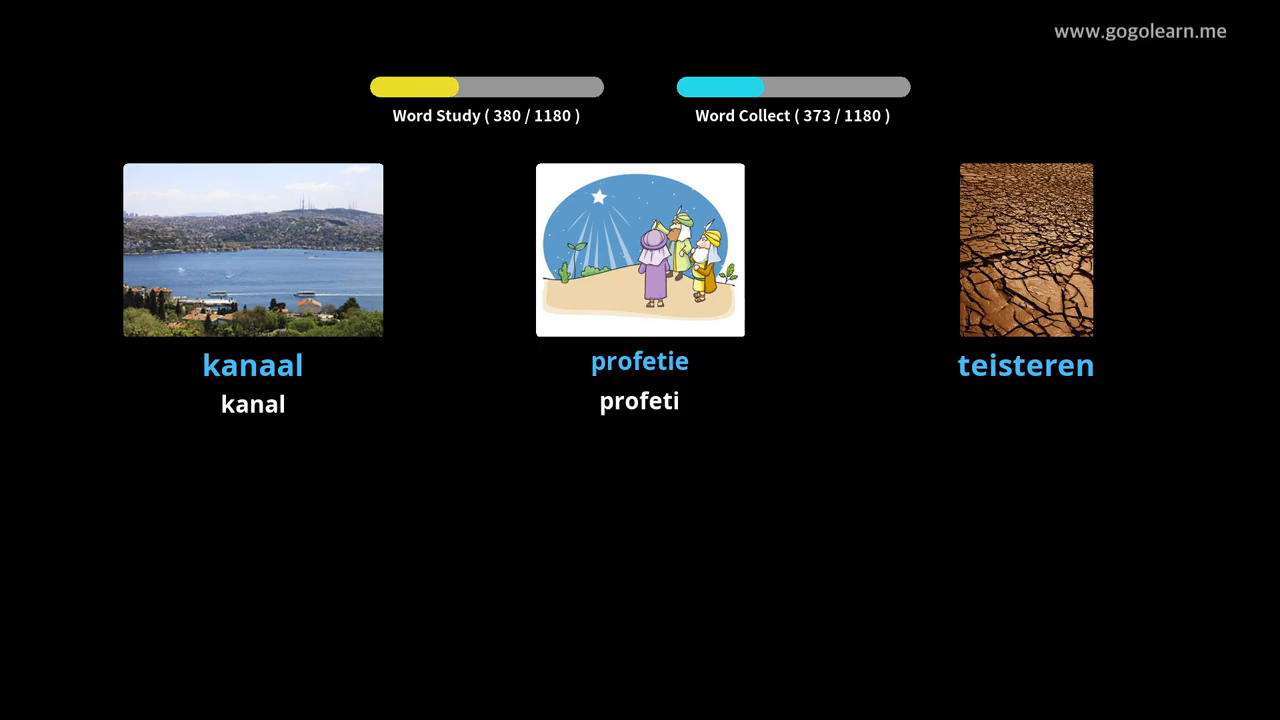 www.gogolearn.me
Word Study ( 380 / 1180 )
Word Collect ( 373 / 1180 )
kanaal
profetie
teisteren
kanal
profeti